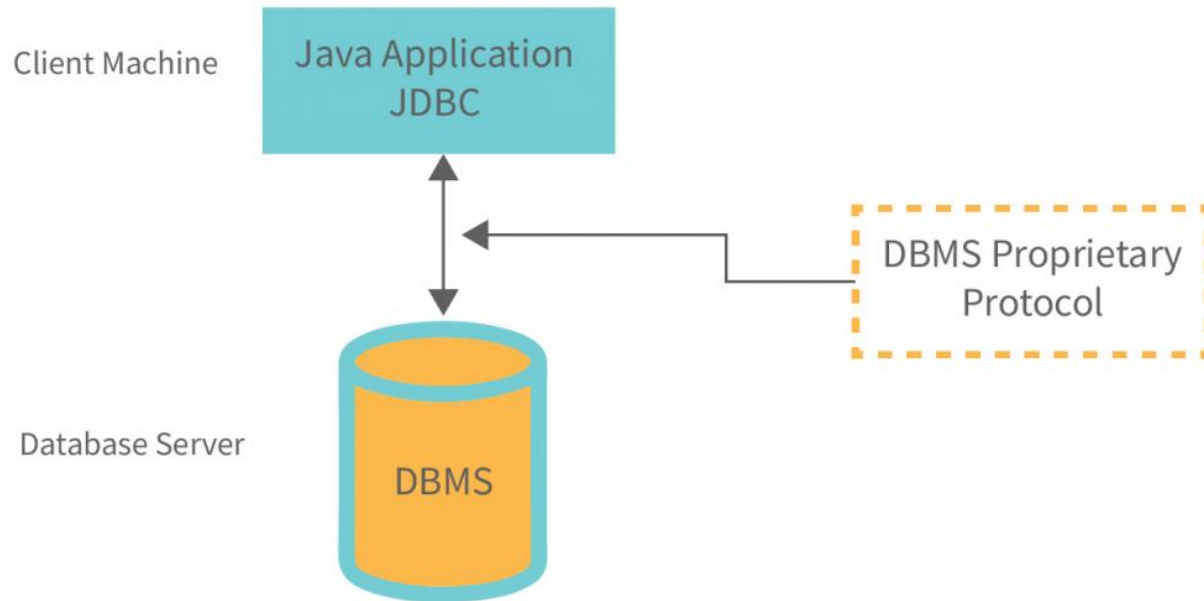 Client Machine
Java Application
JDBC
DBMS Proprietary
Protocol
Database Server
DBMS